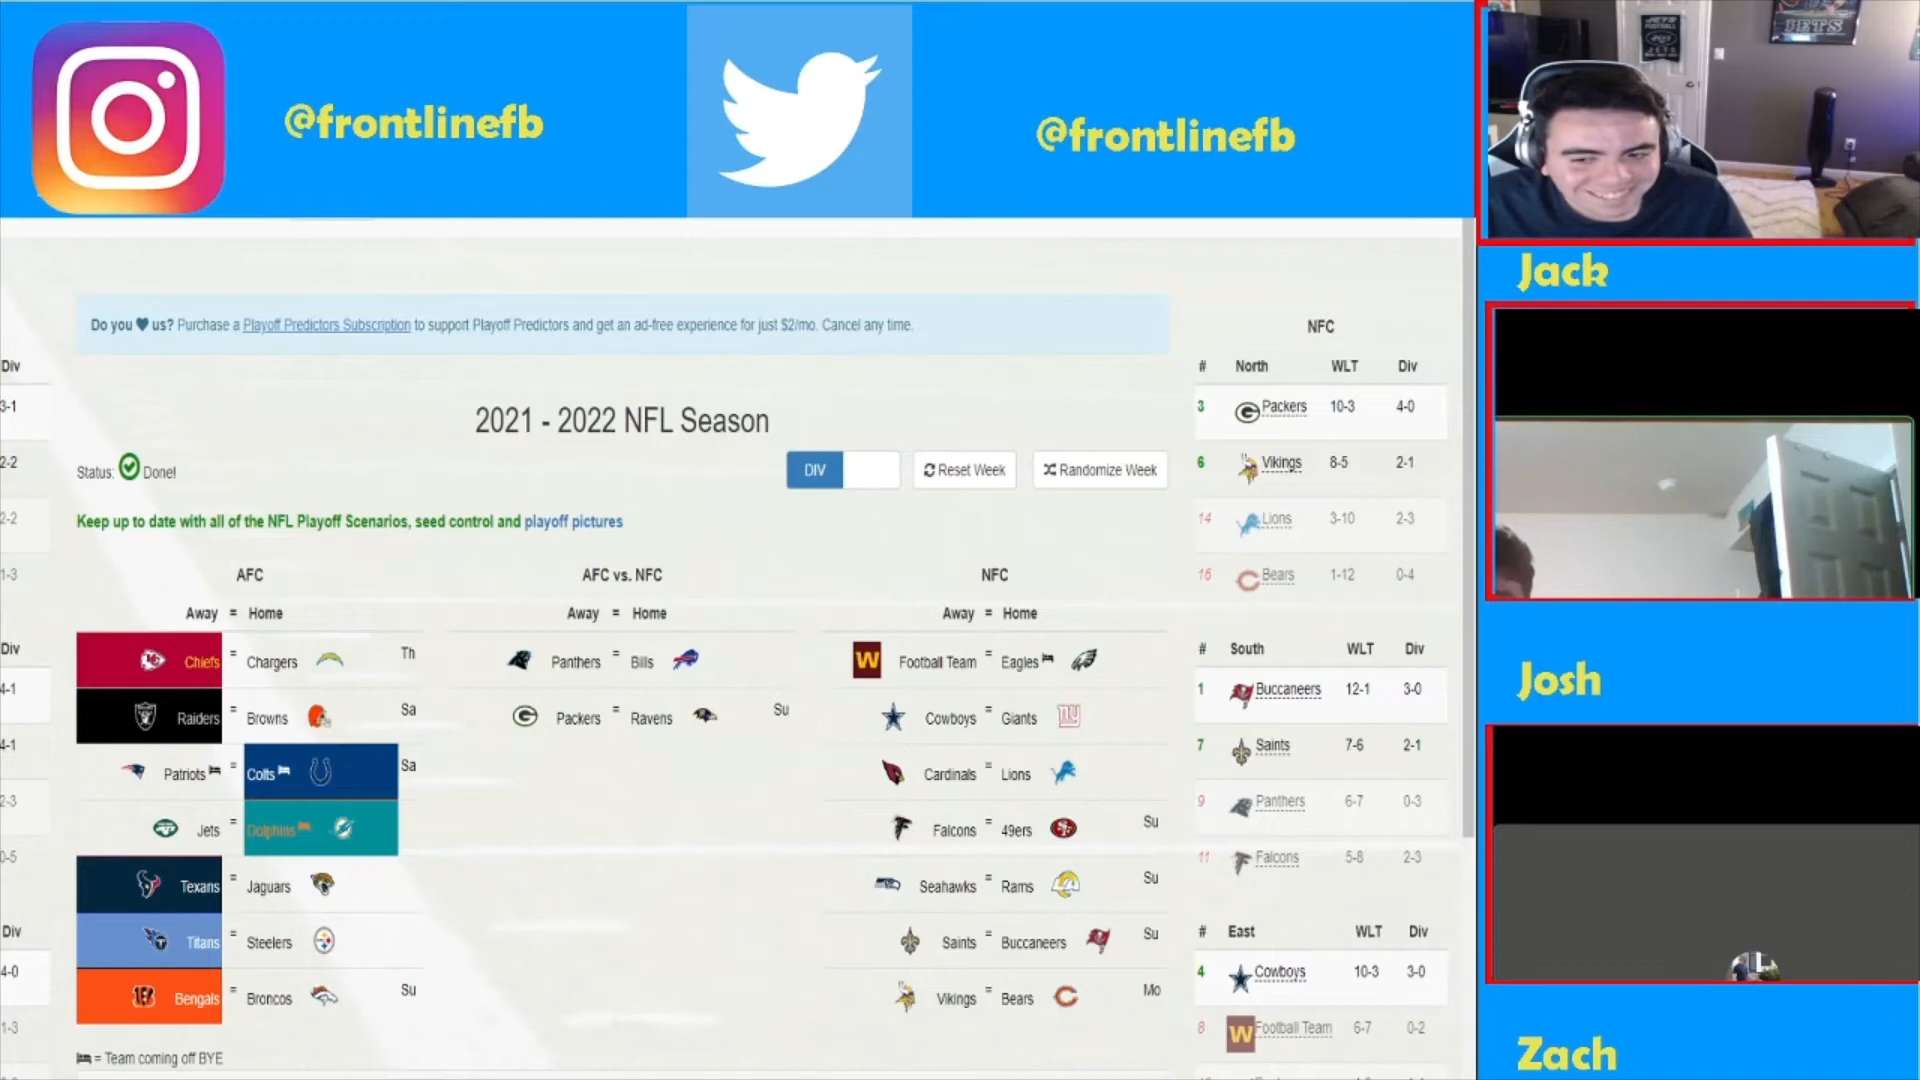 @frontlinefb
@frontlinefb
JETS
Jack
Josh
Zach
Do you ♥ us? Purchase a Playoff Predictors Subscription to support Playoff Predictors and get an ad-free experience for just $2/mo. Cancel any time.
2021 - 2022 NFL Season
Status: Done!
DIV
Reset Week
Randomize Week
Keep up to date with all of the NFL Playoff Scenarios, seed control and playoff pictures
Div
3-1
2-2
2-2
1-3
Div
4-1
4-1
2-3
0-5
Div
4-0
1-3
AFC
Away = Home
Chiefs = Chargers Th
Raiders = Browns Sa
Patriots = Colts Sa
Jets = Dolphins
Texans = Jaguars
Titans = Steelers
Bengals = Broncos Su
= Team coming off BYE
AFC vs. NFC
Away = Home
Panthers = Bills
Packers = Ravens Su
NFC
Away = Home
W Football Team = Eagles
Cowboys = Giants ny
Cardinals = Lions
Falcons = 49ers Su
Seahawks = Rams Su
Saints = Buccaneers Su
Vikings = Bears Mo
NFC
# North WLT Div
3 Packers 10-3 4-0
6 Vikings 8-5 2-1
14 Lions 3-10 2-3
16 Bears 1-12 0-4
# South WLT Div
1 Buccaneers 12-1 3-0
7 Saints 7-6 2-1
9 Panthers 6-7 0-3
11 Falcons 5-8 2-3
# East WLT Div
4 Cowboys 10-3 3-0
8 W Football Team 6-7 0-2